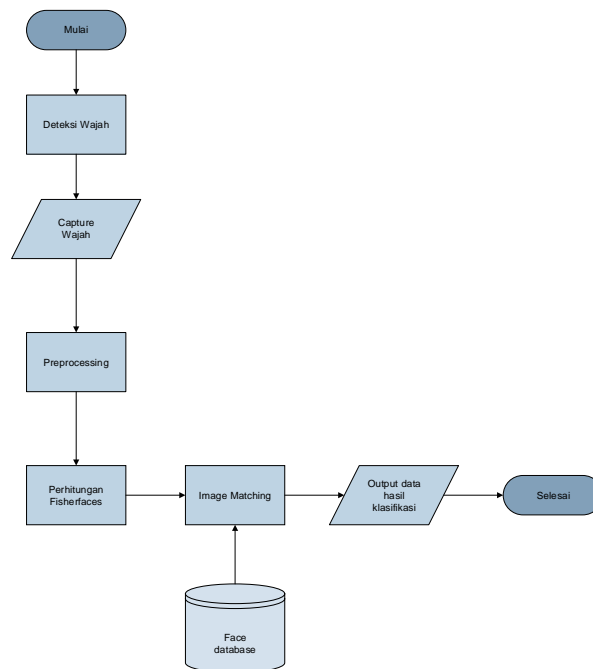 Mulai
Deteksi Wajah
Capture
Wajah
Preprocessing
Perhitungan
Fisherfaces
Image Matching
Output data
hasil
klasifikasi
Selesai
Face
database